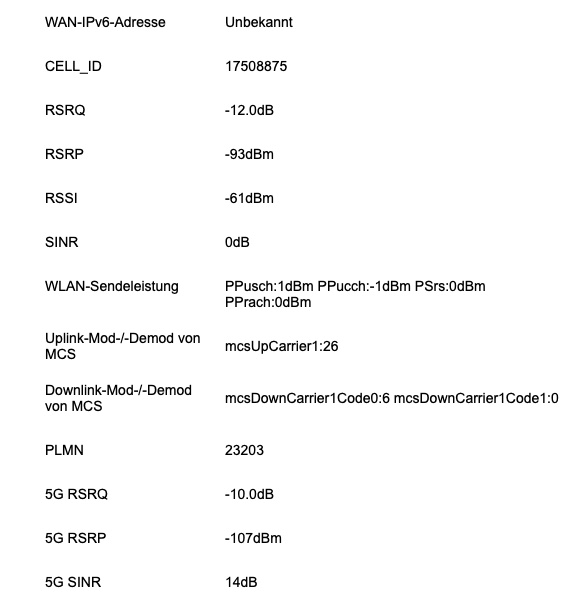 WAN-IPv6-Adresse Unbekannt
CELL_ID 17508875
RSRQ -12.0dB
RSRP -93dBm
RSSI -61dBm
SINR 0dB
WLAN-Sendeleistung PPusch:1dBm PPucch:-1dBm PSrs:0dBm
PPrach:0dBm
Uplink-Mod-/-Demod von
MCS
mcsUpCarrier1:26
Downlink-Mod-/-Demod
von MCS
mcsDownCarrier1Code0:6 mcsDownCarrier1Code1:0
PLMN 23203
5G RSRQ -10.0dB
5G RSRP -107dBm
5G SINR 14dB